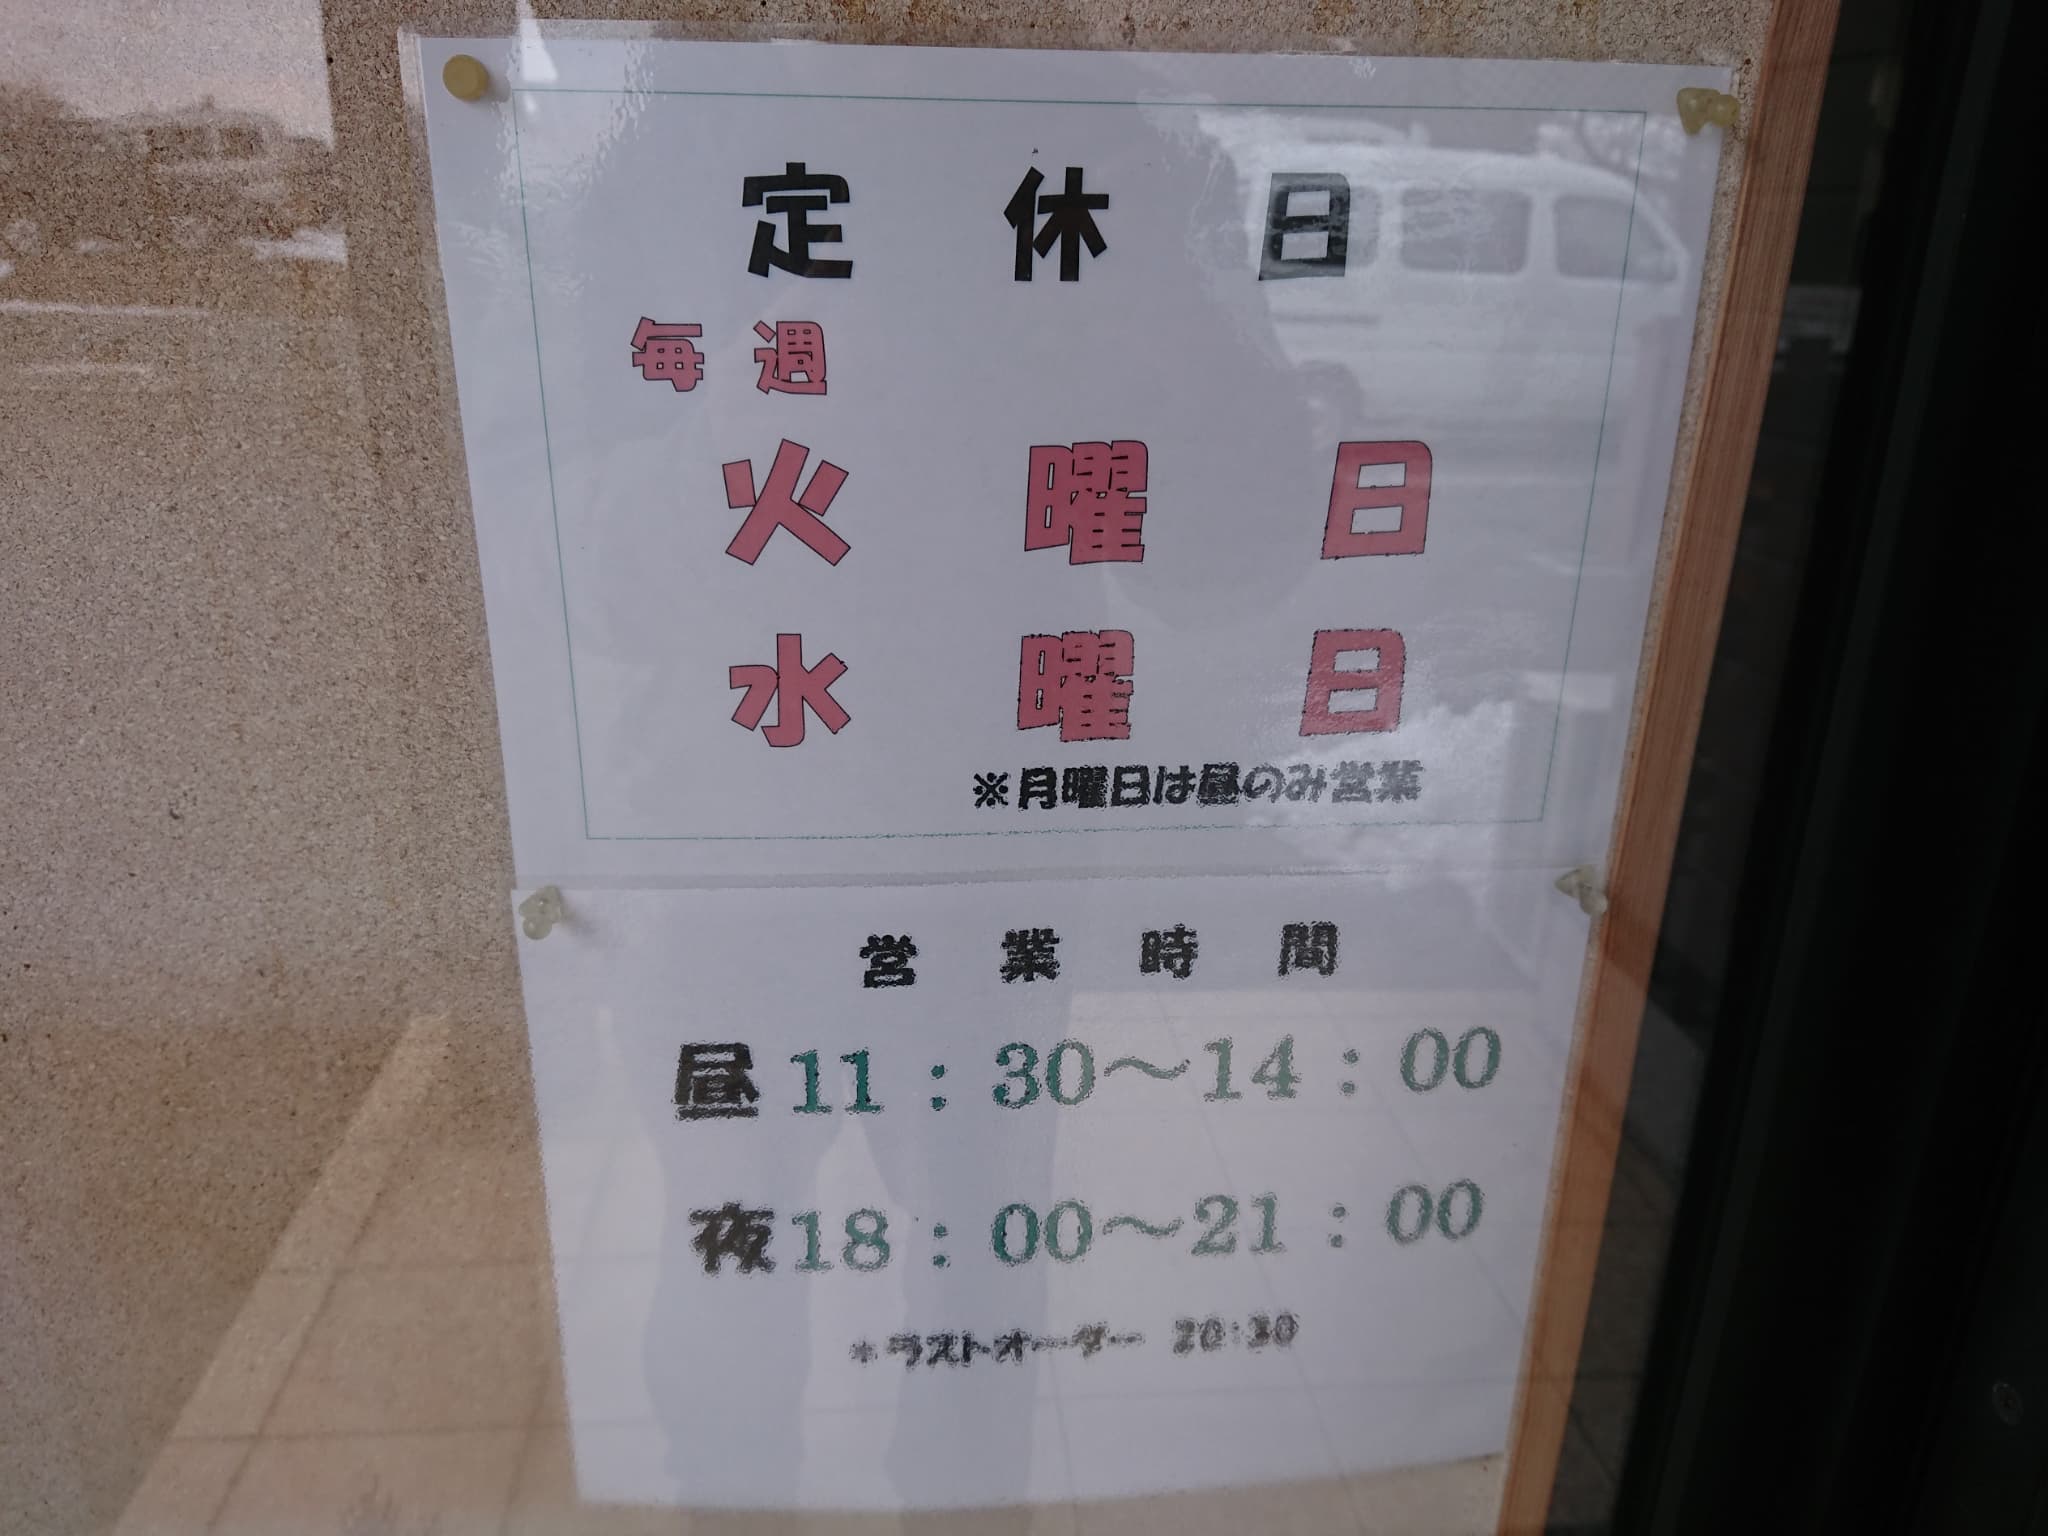 定休日
毎週
火曜日
水曜日
※月曜日は昼のみ営業
営業時間
昼11：30～14：00
夜18：00～21：00
＊ラストオーダー 20:30